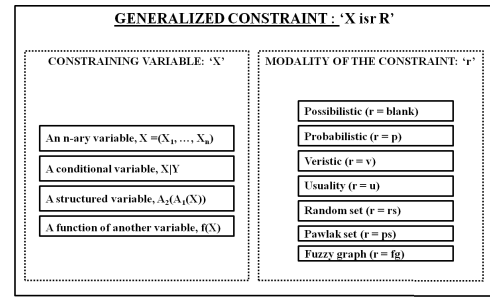 GENERALIZED CONSTRAINT : ‘X isr R’
CONSTRAINING VARIABLE: ‘X’
An n-ary variable, X =(X₁, …, Xₙ)
A conditional variable, X|Y
A structured variable, A₂(A₁(X))
A function of another variable, f(X)
MODALITY OF THE CONSTRAINT: ‘r’
Possibilistic (r = blank)
Probabilistic (r = p)
Veristic (r = v)
Usuality (r = u)
Random set (r = rs)
Pawlak set (r = ps)
Fuzzy graph (r = fg)